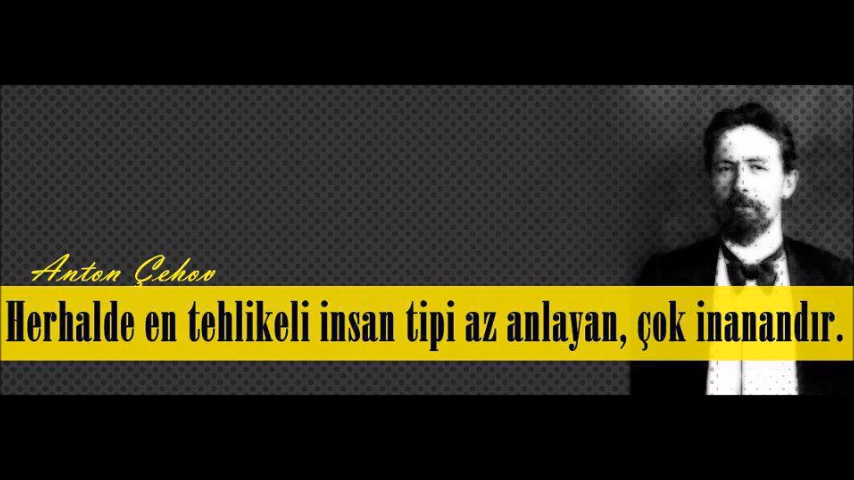 Anton Çehov
Herhalde en tehlikeli insan tipi az anlayan, çok inanandır.